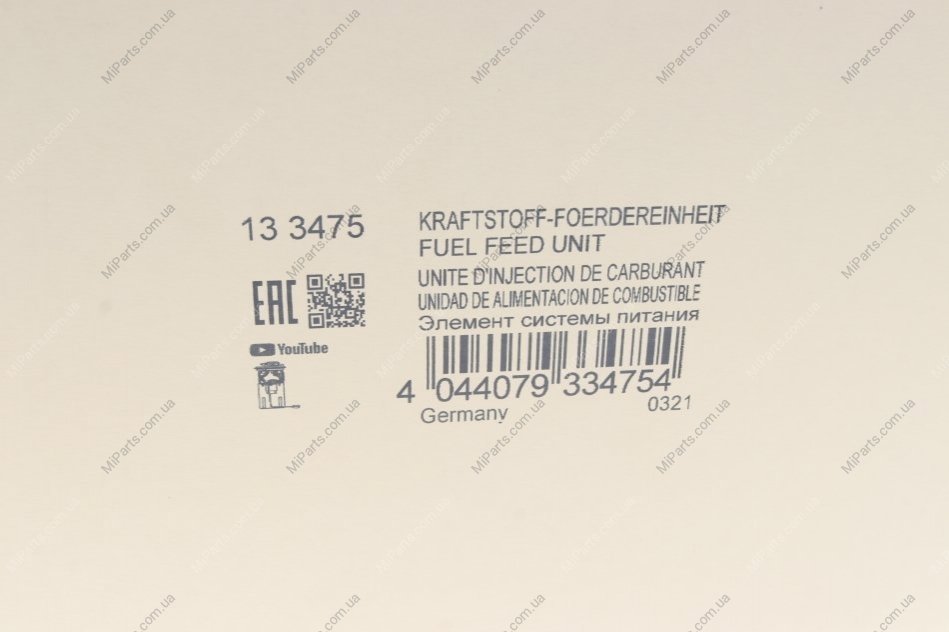 13 3475
KRAFTSTOFF-FOERDEREINHEIT
FUEL FEED UNIT
UNITE D'INJECTION DE CARBURANT
UNIDAD DE ALIMENTACION DE COMBUSTIBLE
Элемент системы питания
EAC
YouTube
4 044079 334754
Germany
0321
MiParts.com.ua